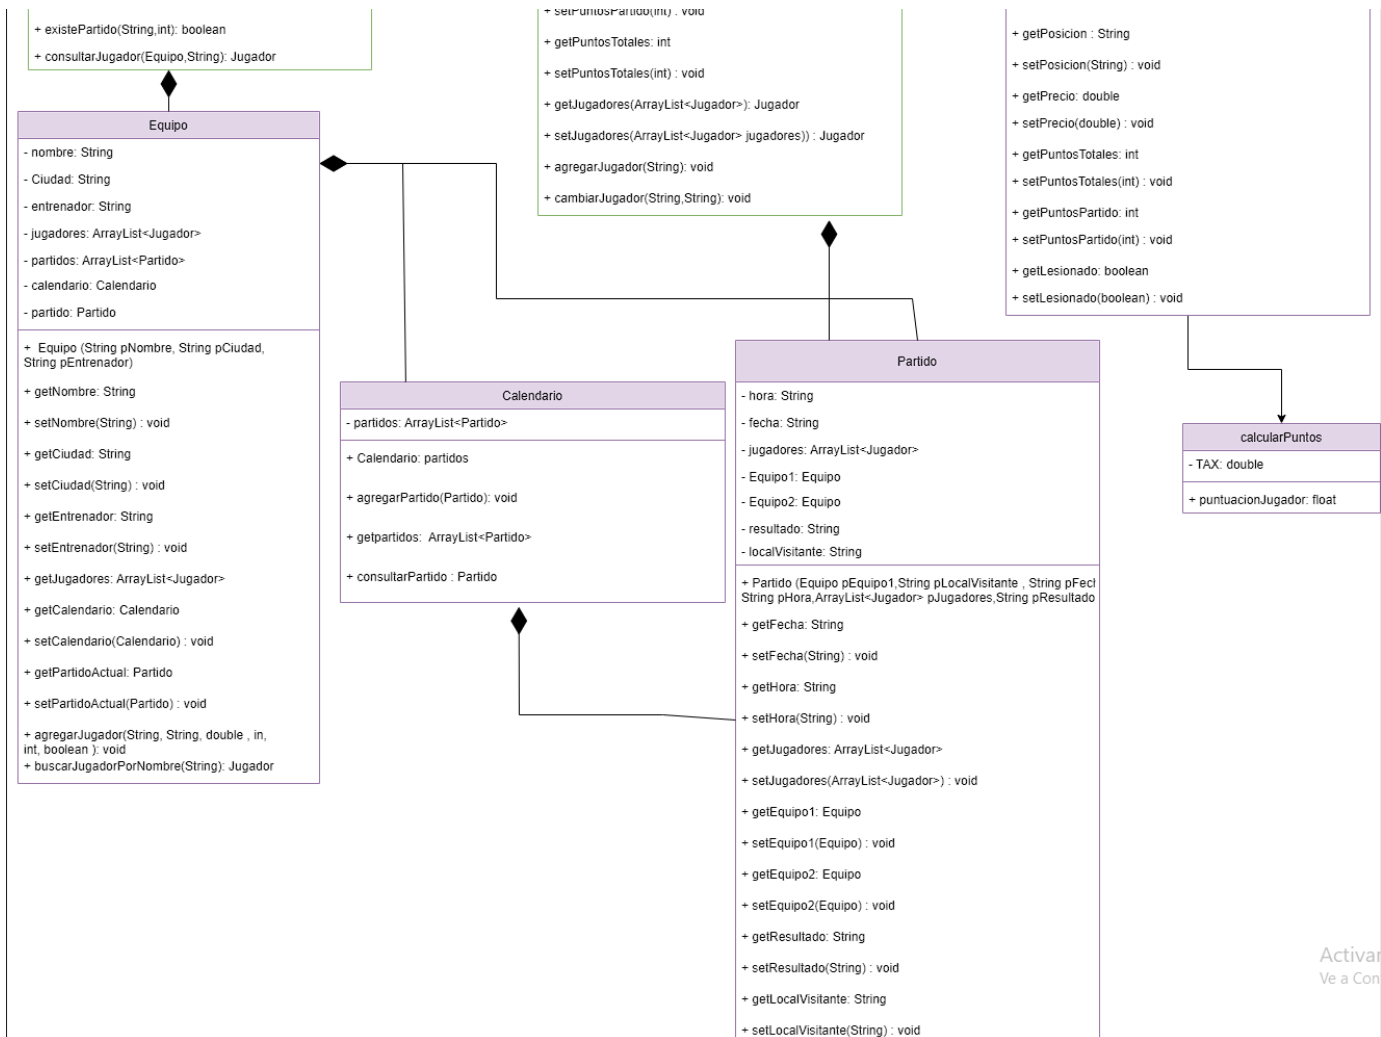 + existePartido(String,int): boolean
+ consultarJugador(Equipo,String): Jugador
Equipo
- nombre: String
- Ciudad: String
- entrenador: String
- jugadores: ArrayList<Jugador>
- partidos: ArrayList<Partido>
- calendario: Calendario
- partido: Partido
+ Equipo (String pNombre, String pCiudad,
String pEntrenador)
+ getNombre: String
+ setNombre(String) : void
+ getCiudad: String
+ setCiudad(String) : void
+ getEntrenador: String
+ setEntrenador(String) : void
+ getJugadores: ArrayList<Jugador>
+ getCalendario: Calendario
+ setCalendario(Calendario) : void
+ getPartidoActual: Partido
+ setPartidoActual(Partido) : void
+ agregarJugador(String, String, double , in,
int, boolean ): void
+ buscarJugadorPorNombre(String): Jugador
+ setPuntosPartido(int) : void
+ getPuntosTotales: int
+ setPuntosTotales(int) : void
+ getJugadores(ArrayList<Jugador>): Jugador
+ setJugadores(ArrayList<Jugador> jugadores)) : Jugador
+ agregarJugador(String): void
+ cambiarJugador(String,String): void
Calendario
- partidos: ArrayList<Partido>
+ Calendario: partidos
+ agregarPartido(Partido): void
+ getpartidos: ArrayList<Partido>
+ consultarPartido : Partido
Partido
- hora: String
- fecha: String
- jugadores: ArrayList<Jugador>
- Equipo1: Equipo
- Equipo2: Equipo
- resultado: String
- localVisitante: String
+ Partido (Equipo pEquipo1,String pLocalVisitante , String pFech
String pHora,ArrayList<Jugador> pJugadores,String pResultado
+ getFecha: String
+ setFecha(String) : void
+ getHora: String
+ setHora(String) : void
+ getJugadores: ArrayList<Jugador>
+ setJugadores(ArrayList<Jugador>) : void
+ getEquipo1: Equipo
+ setEquipo1(Equipo) : void
+ getEquipo2: Equipo
+ setEquipo2(Equipo) : void
+ getResultado: String
+ setResultado(String) : void
+ getLocalVisitante: String
+ setLocalVisitante(String) : void
+ getPosicion : String
+ setPosicion(String) : void
+ getPrecio: double
+ setPrecio(double) : void
+ getPuntosTotales: int
+ setPuntosTotales(int) : void
+ getPuntosPartido: int
+ setPuntosPartido(int) : void
+ getLesionado: boolean
+ setLesionado(boolean) : void
calcularPuntos
- TAX: double
+ puntuacionJugador: float
Activar
Ve a Con